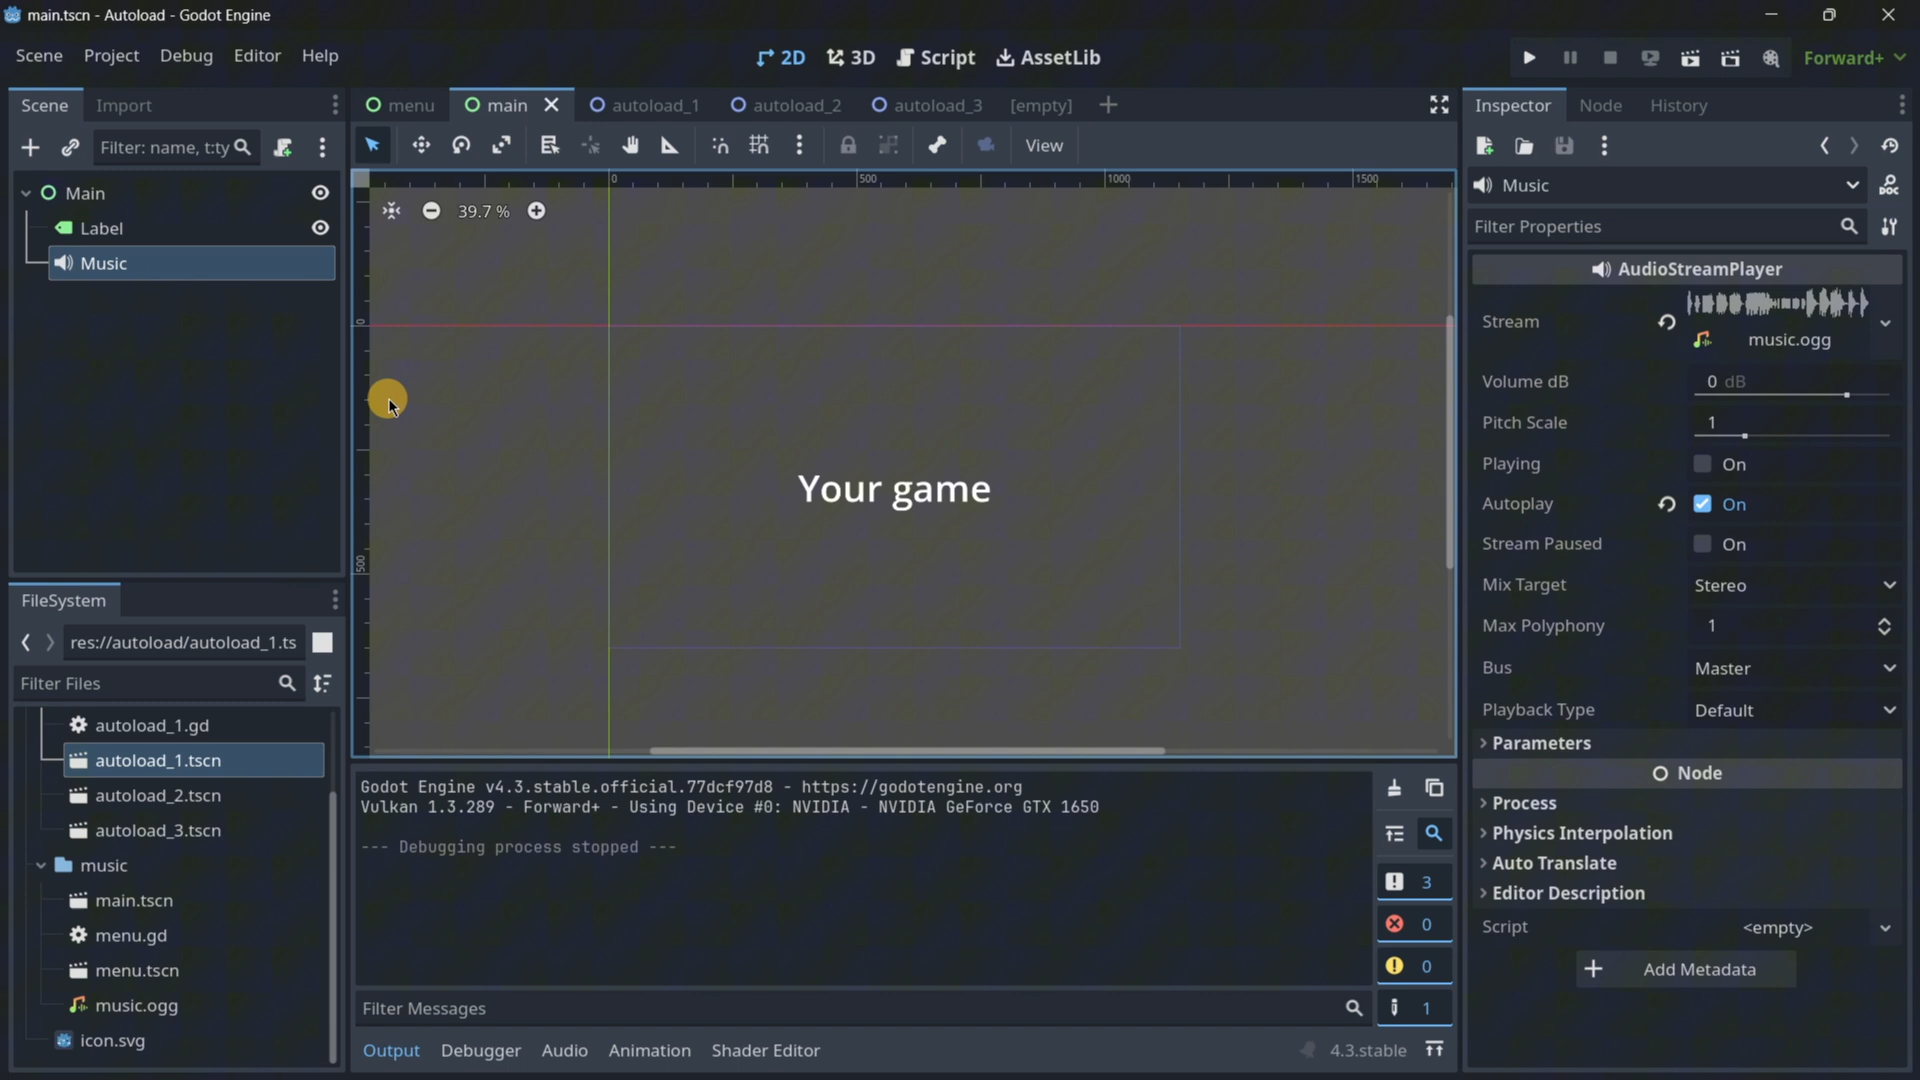 main.tscn - Autoload - Godot Engine
Scene Project Debug Editor Help
2D 3D Script AssetLib
Forward+
Scene Import
menu main autoload_1 autoload_2 autoload_3 [empty]
Inspector Node History
Filter: name, t:ty
View
Music
Filter Properties
Main
Label
Music
0 500 1000 1500
39.7 %
0
500
Your game
AudioStreamPlayer
Stream
music.ogg
Volume dB 0 dB
Pitch Scale 1
Playing On
Autoplay On
Stream Paused On
Mix Target Stereo
Max Polyphony 1
Bus Master
Playback Type Default
Parameters
Node
Process
Physics Interpolation
Auto Translate
Editor Description
Script <empty>
Add Metadata
FileSystem
res://autoload/autoload_1.ts
Filter Files
autoload_1.gd
autoload_1.tscn
autoload_2.tscn
autoload_3.tscn
music
main.tscn
menu.gd
menu.tscn
music.ogg
icon.svg
Godot Engine v4.3.stable.official.77dcf97d8 - https://godotengine.org
Vulkan 1.3.289 - Forward+ - Using Device #0: NVIDIA - NVIDIA GeForce GTX 1650
--- Debugging process stopped ---
3
0
0
1
Filter Messages
Output Debugger Audio Animation Shader Editor
4.3.stable